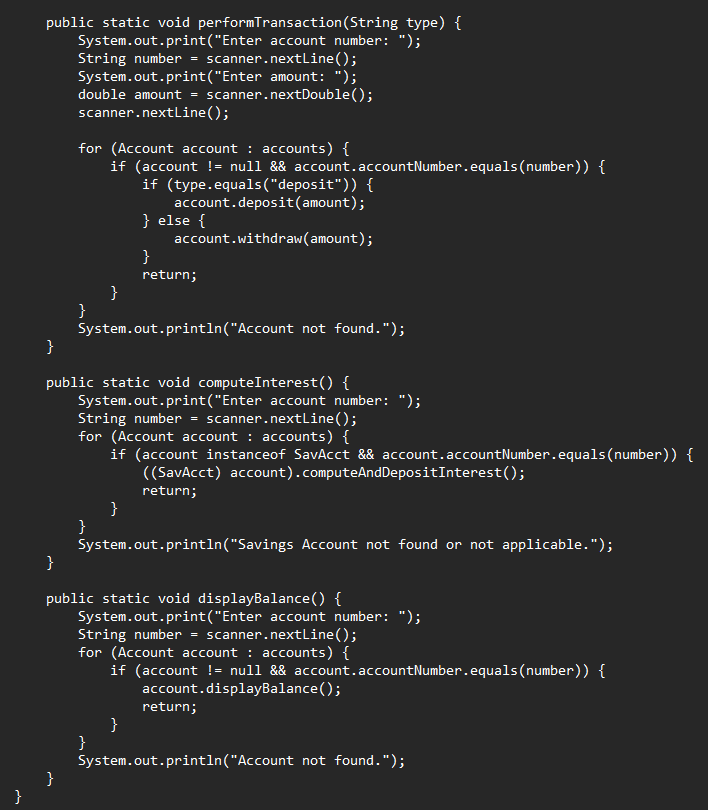 public static void performTransaction(String type) {
        System.out.print("Enter account number: ");
        String number = scanner.nextLine();
        System.out.print("Enter amount: ");
        double amount = scanner.nextDouble();
        scanner.nextLine();

        for (Account account : accounts) {
            if (account != null && account.accountNumber.equals(number)) {
                if (type.equals("deposit")) {
                    account.deposit(amount);
                } else {
                    account.withdraw(amount);
                }
                return;
            }
        }
        System.out.println("Account not found.");
    }

    public static void computeInterest() {
        System.out.print("Enter account number: ");
        String number = scanner.nextLine();
        for (Account account : accounts) {
            if (account instanceof SavAcct && account.accountNumber.equals(number)) {
                ((SavAcct) account).computeAndDepositInterest();
                return;
            }
        }
        System.out.println("Savings Account not found or not applicable.");
    }

    public static void displayBalance() {
        System.out.print("Enter account number: ");
        String number = scanner.nextLine();
        for (Account account : accounts) {
            if (account != null && account.accountNumber.equals(number)) {
                account.displayBalance();
                return;
            }
        }
        System.out.println("Account not found.");
    }
}